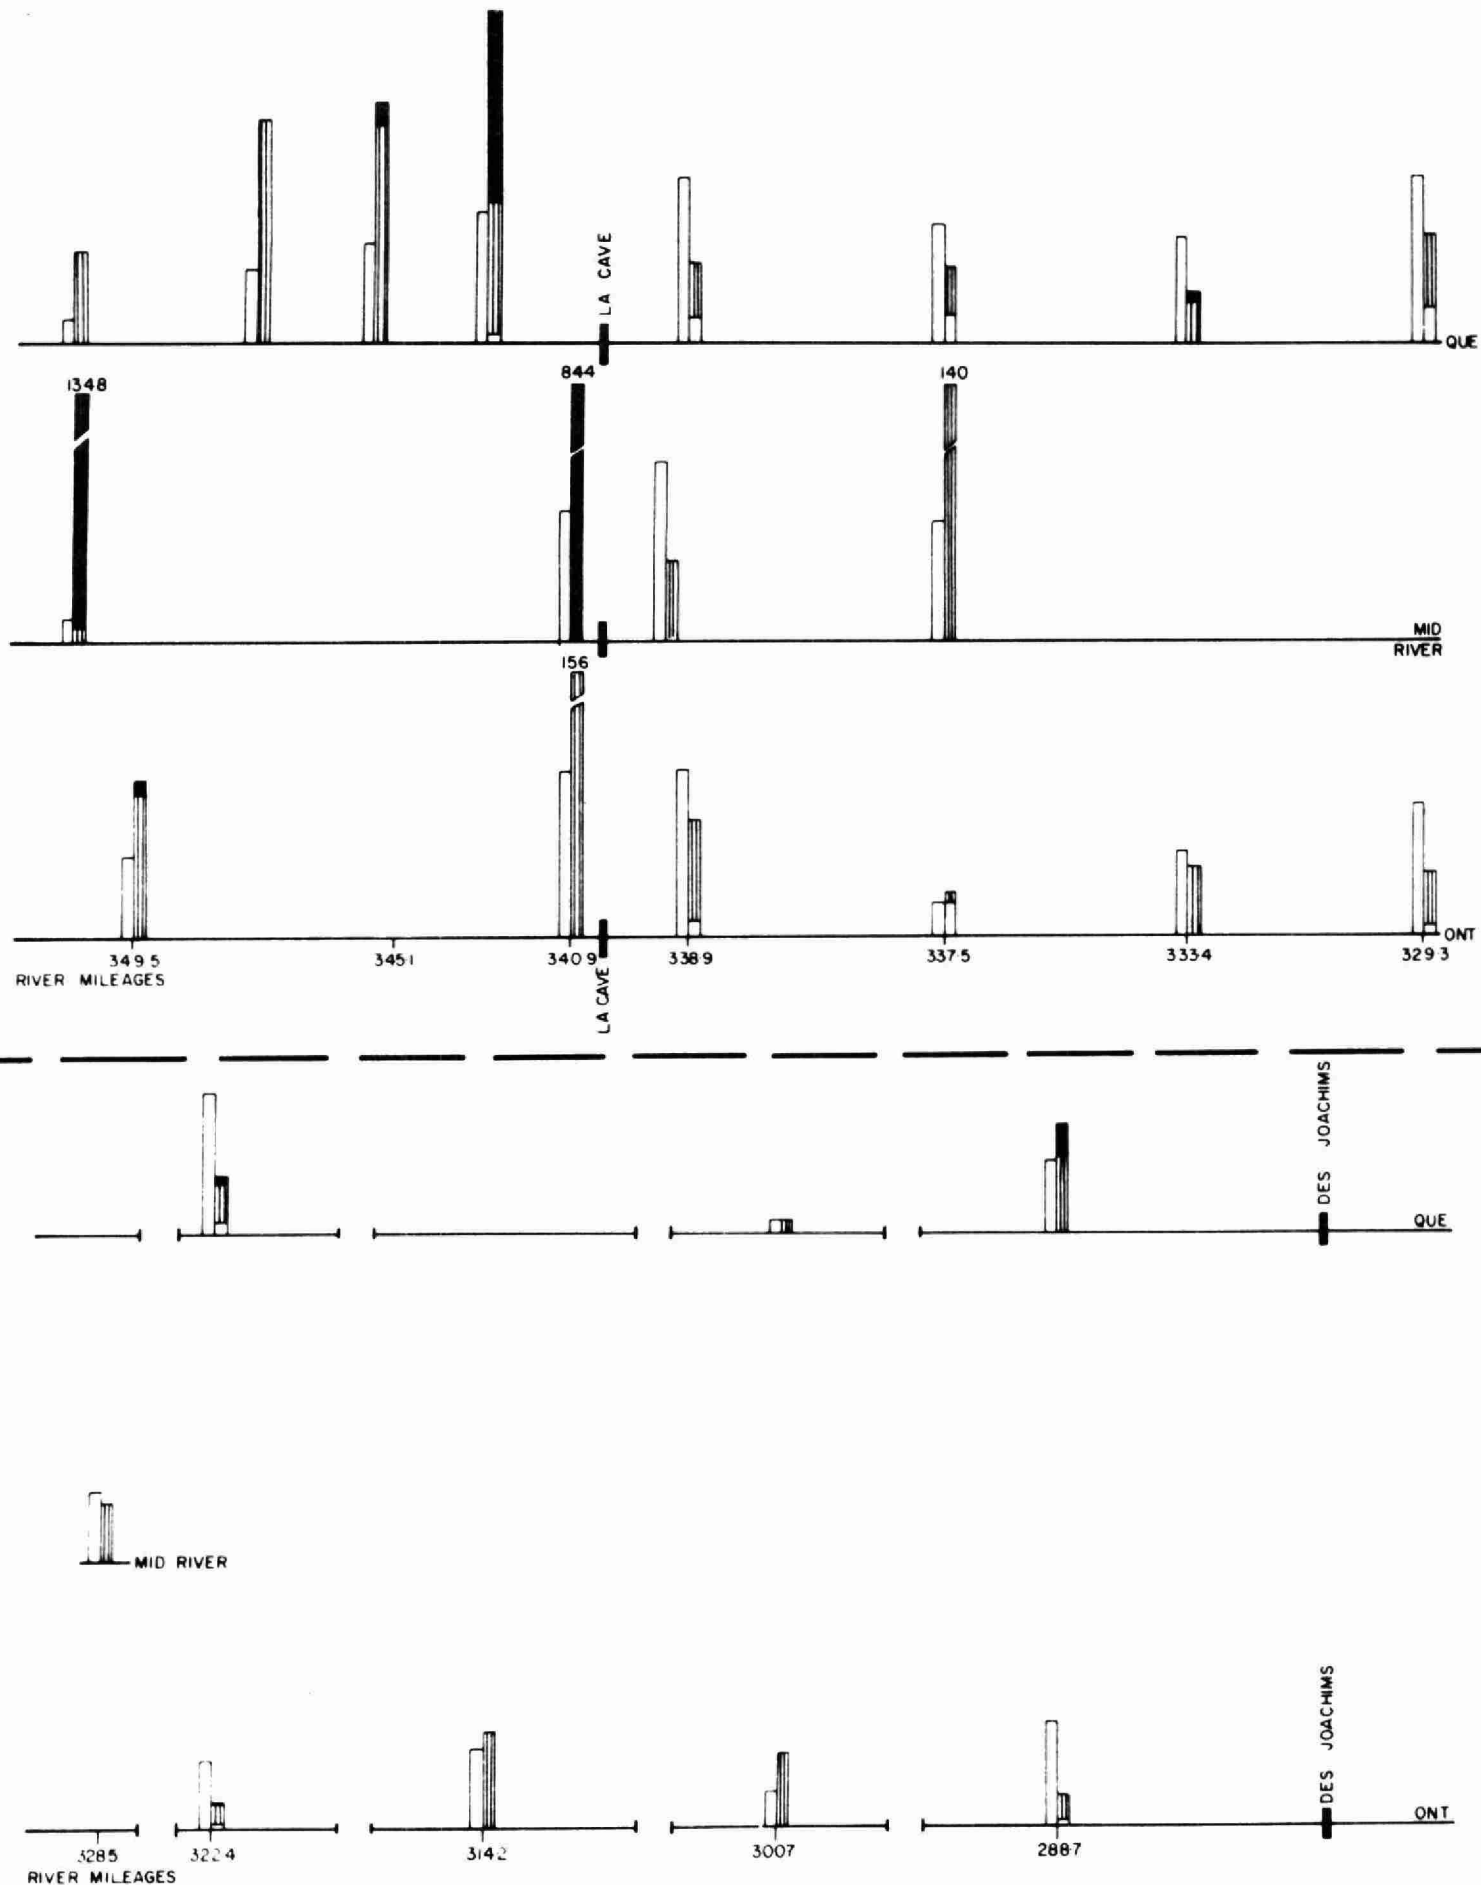 LA CAVE
QUE
1348
844
140
MID
RIVER
156
ONT
349.5
345.1
340.9
338.9
337.5
333.4
329.3
RIVER MILEAGES
LA CAVE
DES JOACHIMS
QUE
MID RIVER
DES JOACHIMS
ONT
328.5
322.4
314.2
300.7
288.7
RIVER MILEAGES